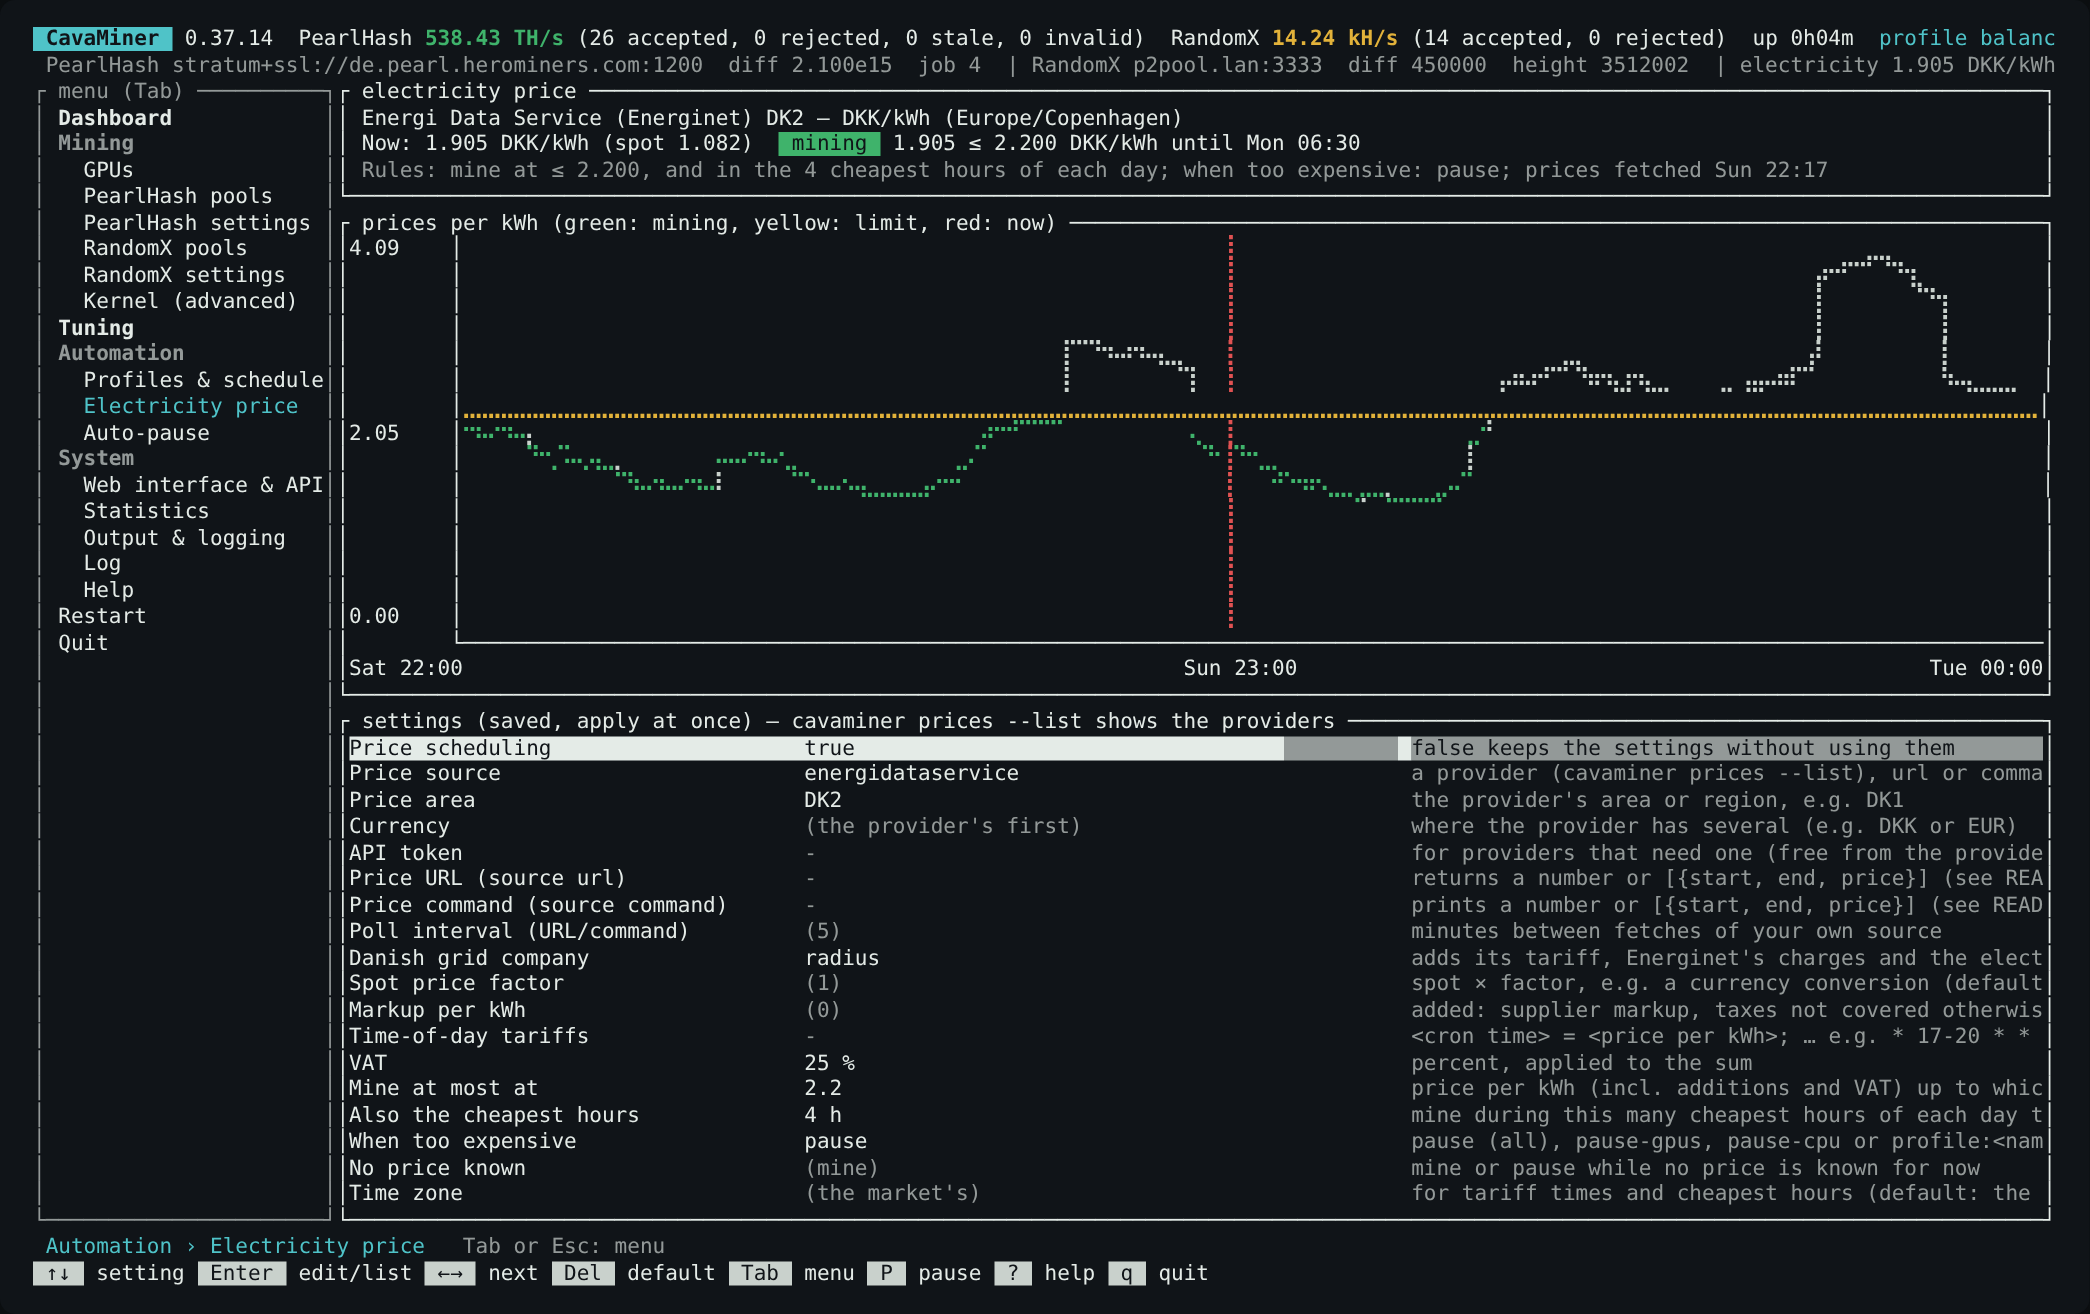 CavaMiner 0.37.14 PearlHash 538.43 TH/s (26 accepted, 0 rejected, 0 stale, 0 invalid) RandomX 14.24 kH/s (14 accepted, 0 rejected) up 0h04m profile balanc
PearlHash stratum+ssl://de.pearl.herominers.com:1200 diff 2.100e15 job 4 | RandomX p2pool.lan:3333 diff 450000 height 3512002 | electricity 1.905 DKK/kWh
menu (Tab)
Dashboard
Mining
GPUs
PearlHash pools
PearlHash settings
RandomX pools
RandomX settings
Kernel (advanced)
Tuning
Automation
Profiles & schedule
Electricity price
Auto-pause
System
Web interface & API
Statistics
Output & logging
Log
Help
Restart
Quit
electricity price
Energi Data Service (Energinet) DK2 — DKK/kWh (Europe/Copenhagen)
Now: 1.905 DKK/kWh (spot 1.082) mining 1.905 ≤ 2.200 DKK/kWh until Mon 06:30
Rules: mine at ≤ 2.200, and in the 4 cheapest hours of each day; when too expensive: pause; prices fetched Sun 22:17
prices per kWh (green: mining, yellow: limit, red: now)
4.09
2.05
0.00
Sat 22:00 Sun 23:00 Tue 00:00
settings (saved, apply at once) — cavaminer prices --list shows the providers
Price scheduling true false keeps the settings without using them
Price source energidataservice a provider (cavaminer prices --list), url or comma
Price area DK2 the provider's area or region, e.g. DK1
Currency (the provider's first) where the provider has several (e.g. DKK or EUR)
API token - for providers that need one (free from the provide
Price URL (source url) - returns a number or [{start, end, price}] (see REA
Price command (source command) - prints a number or [{start, end, price}] (see READ
Poll interval (URL/command) (5) minutes between fetches of your own source
Danish grid company radius adds its tariff, Energinet's charges and the elect
Spot price factor (1) spot × factor, e.g. a currency conversion (default
Markup per kWh (0) added: supplier markup, taxes not covered otherwis
Time-of-day tariffs - <cron time> = <price per kWh>; … e.g. * 17-20 * *
VAT 25 % percent, applied to the sum
Mine at most at 2.2 price per kWh (incl. additions and VAT) up to whic
Also the cheapest hours 4 h mine during this many cheapest hours of each day t
When too expensive pause pause (all), pause-gpus, pause-cpu or profile:<nam
No price known (mine) mine or pause while no price is known for now
Time zone (the market's) for tariff times and cheapest hours (default: the
Automation › Electricity price Tab or Esc: menu
↑↓ setting Enter edit/list ←→ next Del default Tab menu P pause ? help q quit